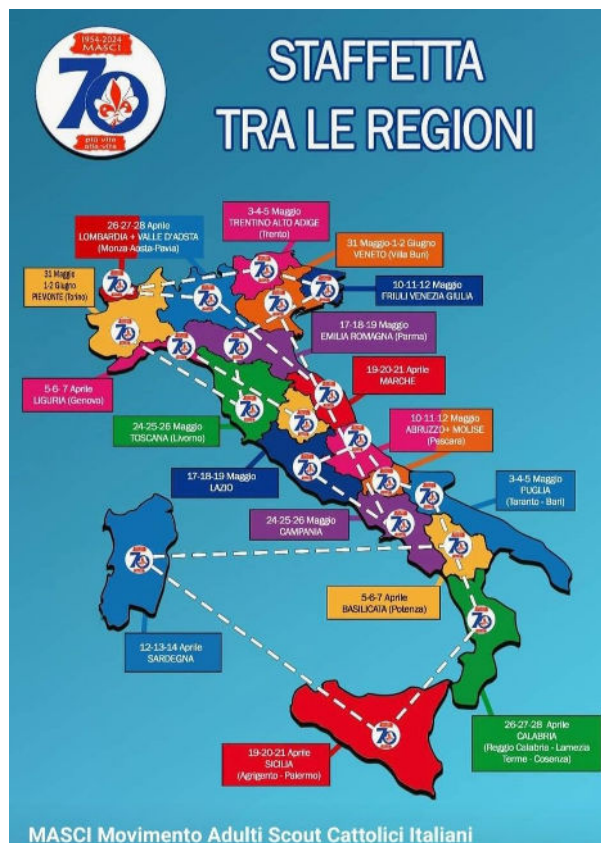 1954-2024
MASCI
70
più vita
alla vita
STAFFETTA
TRA LE REGIONI
3-4-5 Maggio
TRENTINO ALTO ADIGE
(Trento)
26-27-28 Aprile
LOMBARDIA + VALLE D'AOSTA
(Monza-Aosta-Pavia)
31 Maggio-1-2 Giugno
VENETO (Villa Buri)
31 Maggio
1-2 Giugno
PIEMONTE (Torino)
10-11-12 Maggio
FRIULI VENEZIA GIULIA
17-18-19 Maggio
EMILIA ROMAGNA (Parma)
19-20-21 Aprile
MARCHE
5-6-7 Aprile
LIGURIA (Genova)
24-25-26 Maggio
TOSCANA (Livorno)
10-11-12 Maggio
ABRUZZO+ MOLISE
(Pescara)
17-18-19 Maggio
LAZIO
3-4-5 Maggio
PUGLIA
(Taranto - Bari)
24-25-26 Maggio
CAMPANIA
5-6-7 Aprile
BASILICATA (Potenza)
12-13-14 Aprile
SARDEGNA
26-27-28 Aprile
CALABRIA
(Reggio Calabria - Lamezia
Terme - Cosenza)
19-20-21 Aprile
SICILIA
(Agrigento - Palermo)
MASCI Movimento Adulti Scout Cattolici Italiani